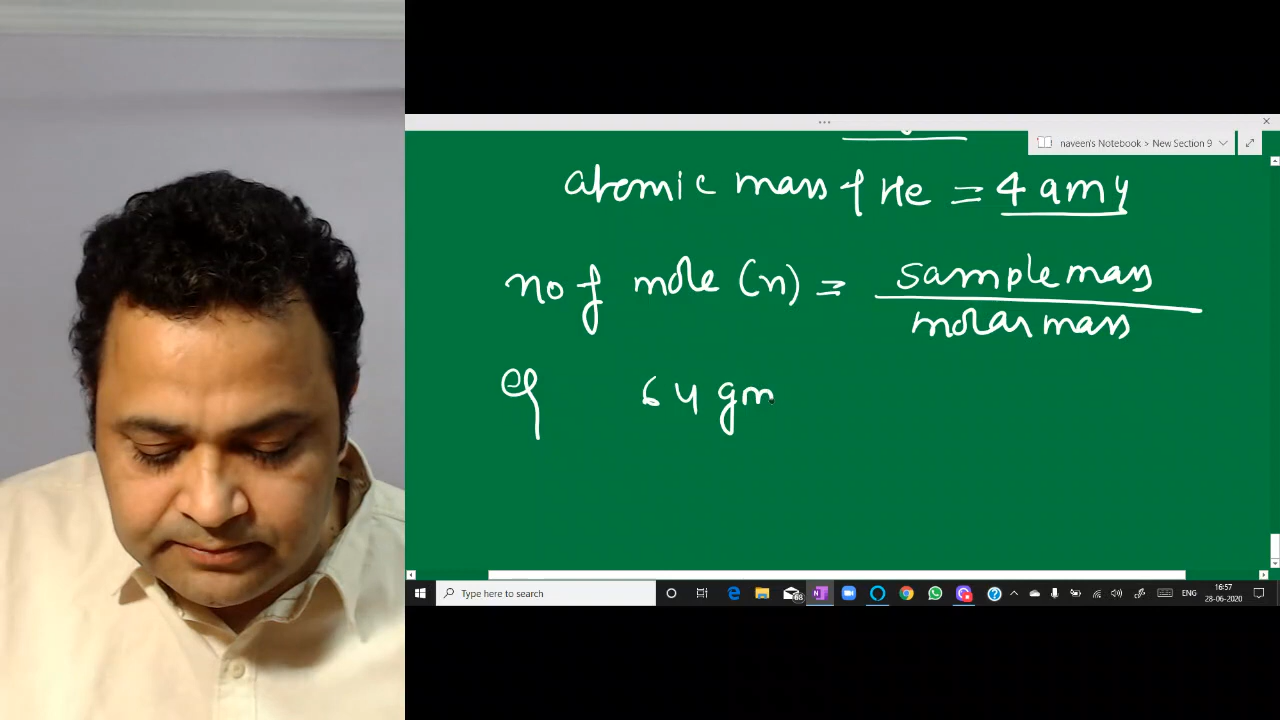 naveen's Notebook > New Section 9
atomic mass of He = 4 amu
no of mole (n) = sample mass
molar mass
eg 64 gm
Type here to search
88
ENG
16:57
28-06-2020